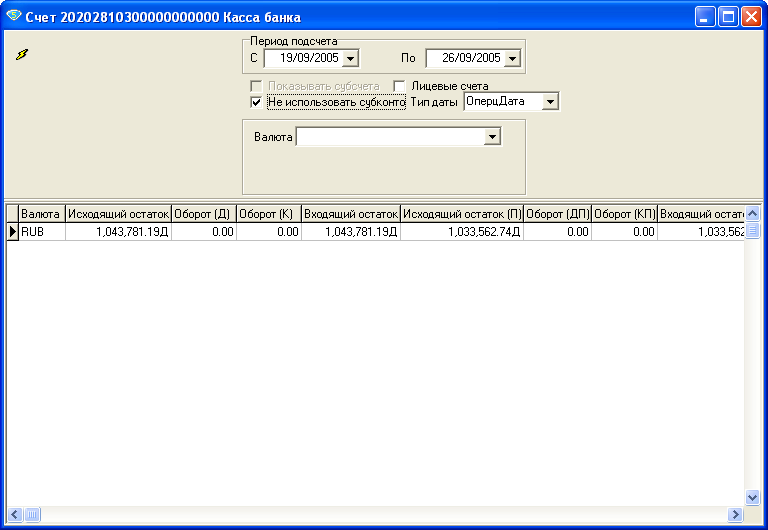 Счет 20202810300000000000 Касса банка
Период подсчета
С 19/09/2005 По 26/09/2005
Показывать субсчета Лицевые счета
Не использовать субконто Тип даты ОперцДата
Валюта
Валюта Исходящий остаток Оборот (Д) Оборот (К) Входящий остаток Исходящий остаток (П) Оборот (ДП) Оборот (КП) Входящий остат
RUB 1,043,781.19Д 0.00 0.00 1,043,781.19Д 1,033,562.74Д 0.00 0.00 1,033,562